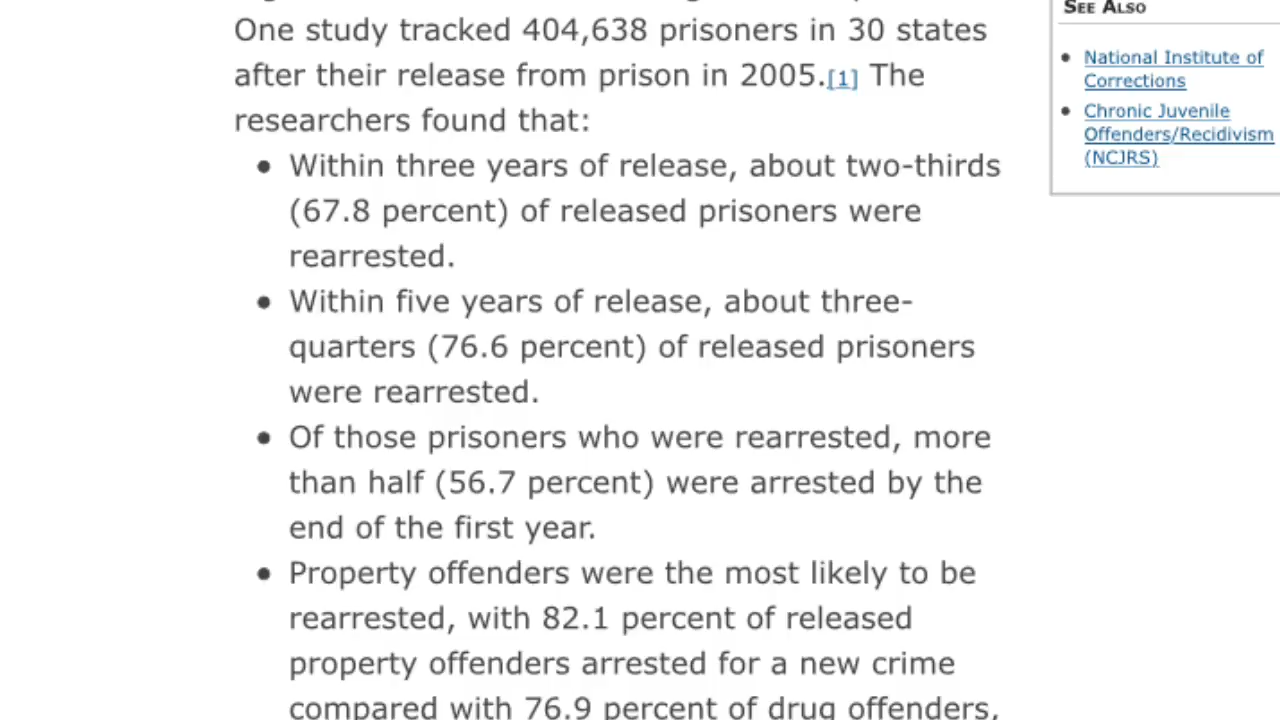 One study tracked 404,638 prisoners in 30 states
after their release from prison in 2005.[1] The
researchers found that:
• Within three years of release, about two-thirds
(67.8 percent) of released prisoners were
rearrested.
• Within five years of release, about three-
quarters (76.6 percent) of released prisoners
were rearrested.
• Of those prisoners who were rearrested, more
than half (56.7 percent) were arrested by the
end of the first year.
• Property offenders were the most likely to be
rearrested, with 82.1 percent of released
property offenders arrested for a new crime
compared with 76.9 percent of drug offenders,
See Also
• National Institute of
Corrections
• Chronic Juvenile
Offenders/Recidivism
(NCJRS)